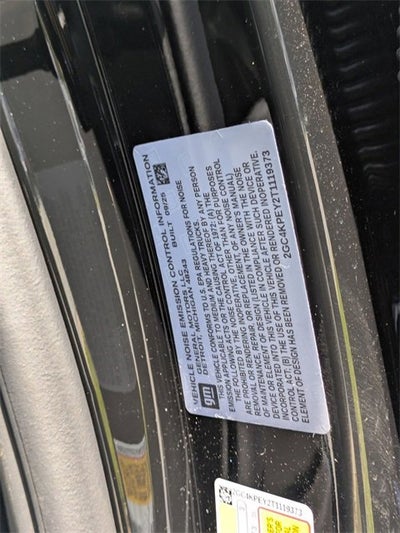 VEHICLE NOISE EMISSION CONTROL INFORMATION
gm
GENERAL MOTORS LLC BUILT 09/25
DETROIT, MICHIGAN 48243
CONFORMS TO U.S. EPA REGULATIONS FOR NOISE
EMISSION APPLICABLE TO MEDIUM AND HEAVY TRUCKS.
THE FOLLOWING ACTS OR THE CAUSING THEREOF BY ANY PERSON
ARE PROHIBITED BY THE NOISE CONTROL ACT OF 1972: (A) THE
REMOVAL OR RENDERING INOPERATIVE, OTHER THAN FOR PURPOSES
OF MAINTENANCE, REPAIR, OR REPLACEMENT, OF ANY NOISE CONTROL
DEVICE OR ELEMENT OF DESIGN (LISTED IN THE OWNER'S MANUAL)
INCORPORATED INTO THIS VEHICLE IN COMPLIANCE WITH THE NOISE
CONTROL ACT; (B) THE USE OF THIS VEHICLE AFTER SUCH DEVICE OR
ELEMENT OF DESIGN HAS BEEN REMOVED OR RENDERED INOPERATIVE.
2GC4KPEY2T1119373
2GC4KPEY2T1119373